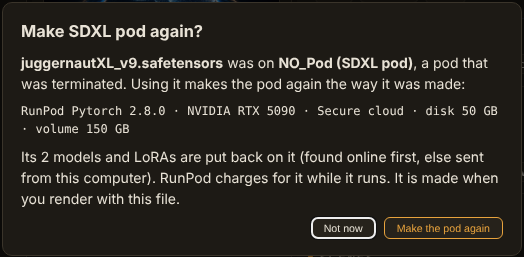 Make SDXL pod again?
juggernautXL_v9.safetensors was on NO_Pod (SDXL pod), a pod that
was terminated. Using it makes the pod again the way it was made:
RunPod Pytorch 2.8.0 · NVIDIA RTX 5090 · Secure cloud · disk 50 GB
· volume 150 GB
Its 2 models and LoRAs are put back on it (found online first, else sent
from this computer). RunPod charges for it while it runs. It is made when
you render with this file.
Not now
Make the pod again